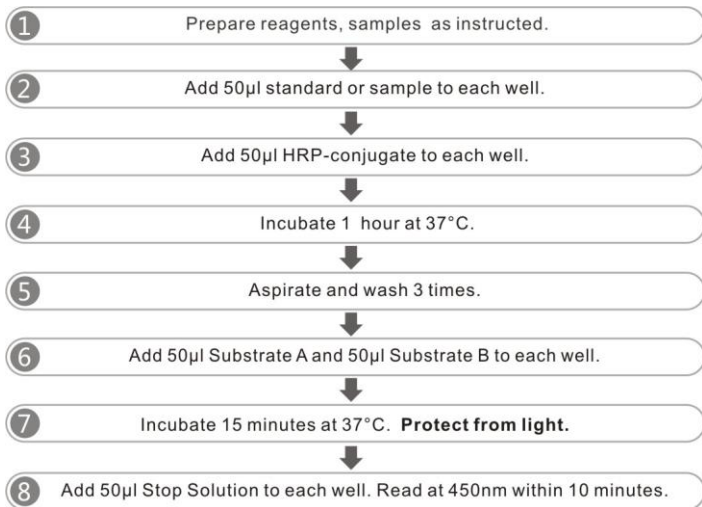 1 Prepare reagents, samples as instructed.
2 Add 50µl standard or sample to each well.
3 Add 50µl HRP-conjugate to each well.
4 Incubate 1 hour at 37°C.
5 Aspirate and wash 3 times.
6 Add 50µl Substrate A and 50µl Substrate B to each well.
7 Incubate 15 minutes at 37°C. Protect from light.
8 Add 50µl Stop Solution to each well. Read at 450nm within 10 minutes.